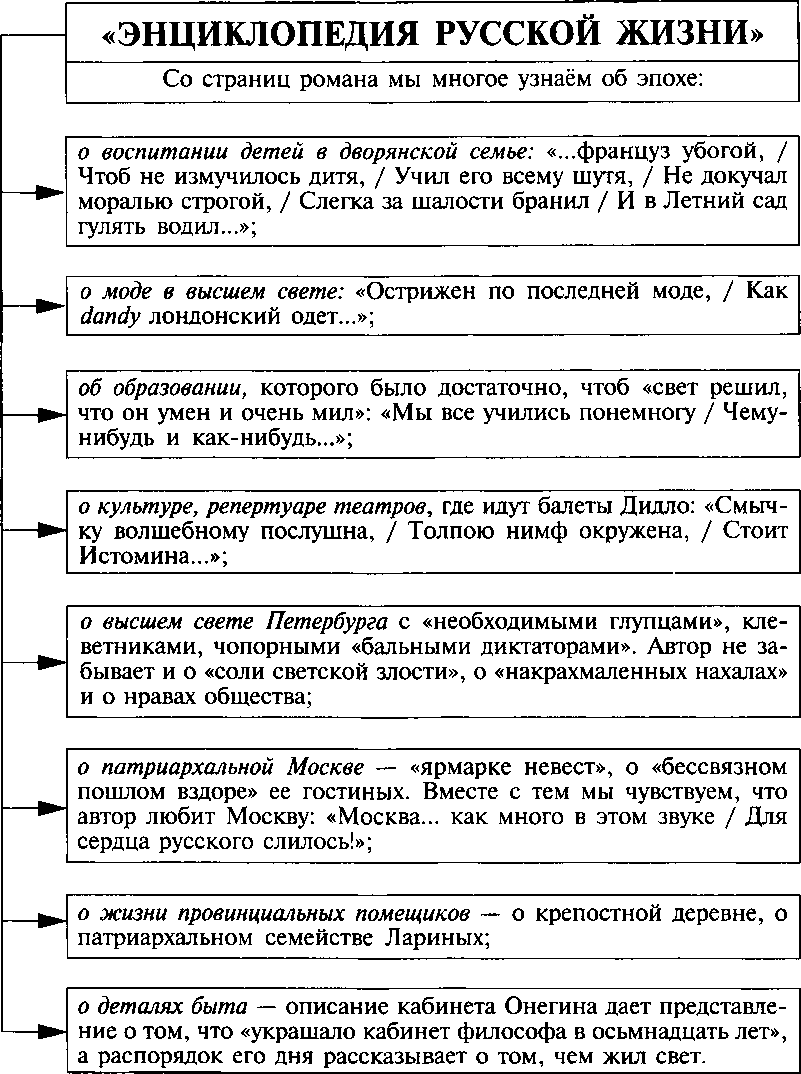 «ЭНЦИКЛОПЕДИЯ РУССКОЙ ЖИЗНИ»
Со страниц романа мы многое узнаём об эпохе:
о воспитании детей в дворянской семье: «...француз убогой, /
Чтоб не измучилось дитя, / Учил его всему шутя, / Не докучал
моралью строгой, / Слегка за шалости бранил / И в Летний сад
гулять водил...»;
о моде в высшем свете: «Острижен по последней моде, / Как
dandy лондонский одет...»;
об образовании, которого было достаточно, чтоб «свет решил,
что он умен и очень мил»: «Мы все учились понемногу / Чему-
нибудь и как-нибудь...»;
о культуре, репертуаре театров, где идут балеты Дидло: «Смыч-
ку волшебному послушна, / Толпою нимф окружена, / Стоит
Истомина...»;
о высшем свете Петербурга с «необходимыми глупцами», кле-
ветниками, чопорными «бальными диктаторами». Автор не за-
бывает и о «соли светской злости», о «накрахмаленных нахалах»
и о нравах общества;
о патриархальной Москве — «ярмарке невест», о «бессвязном
пошлом вздоре» ее гостиных. Вместе с тем мы чувствуем, что
автор любит Москву: «Москва... как много в этом звуке / Для
сердца русского слилось!»;
о жизни провинциальных помещиков — о крепостной деревне, о
патриархальном семействе Лариных;
о деталях быта — описание кабинета Онегина дает представле-
ние о том, что «украшало кабинет философа в осьмнадцать лет»,
а распорядок его дня рассказывает о том, чем жил свет.